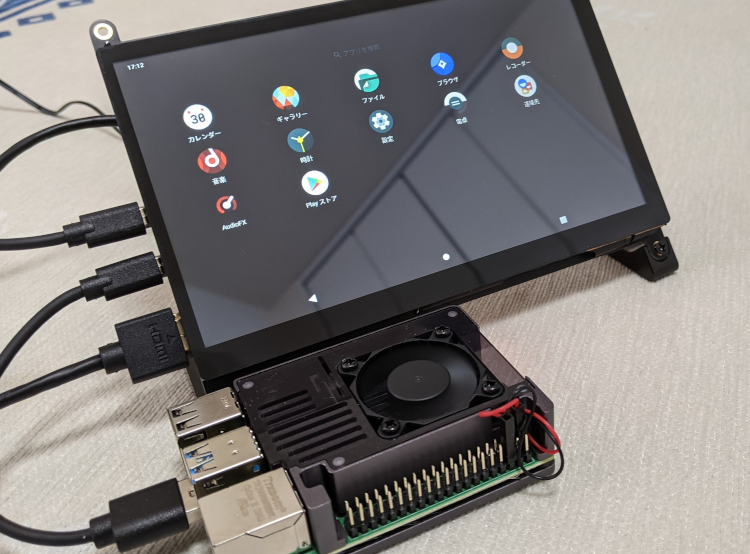 17:12
アプリを検索
30
カレンダー
ギャラリー
ファイル
ブラウザ
レコーダー
音楽
時計
設定
電卓
連絡先
AudioFX
Play ストア
HDMI